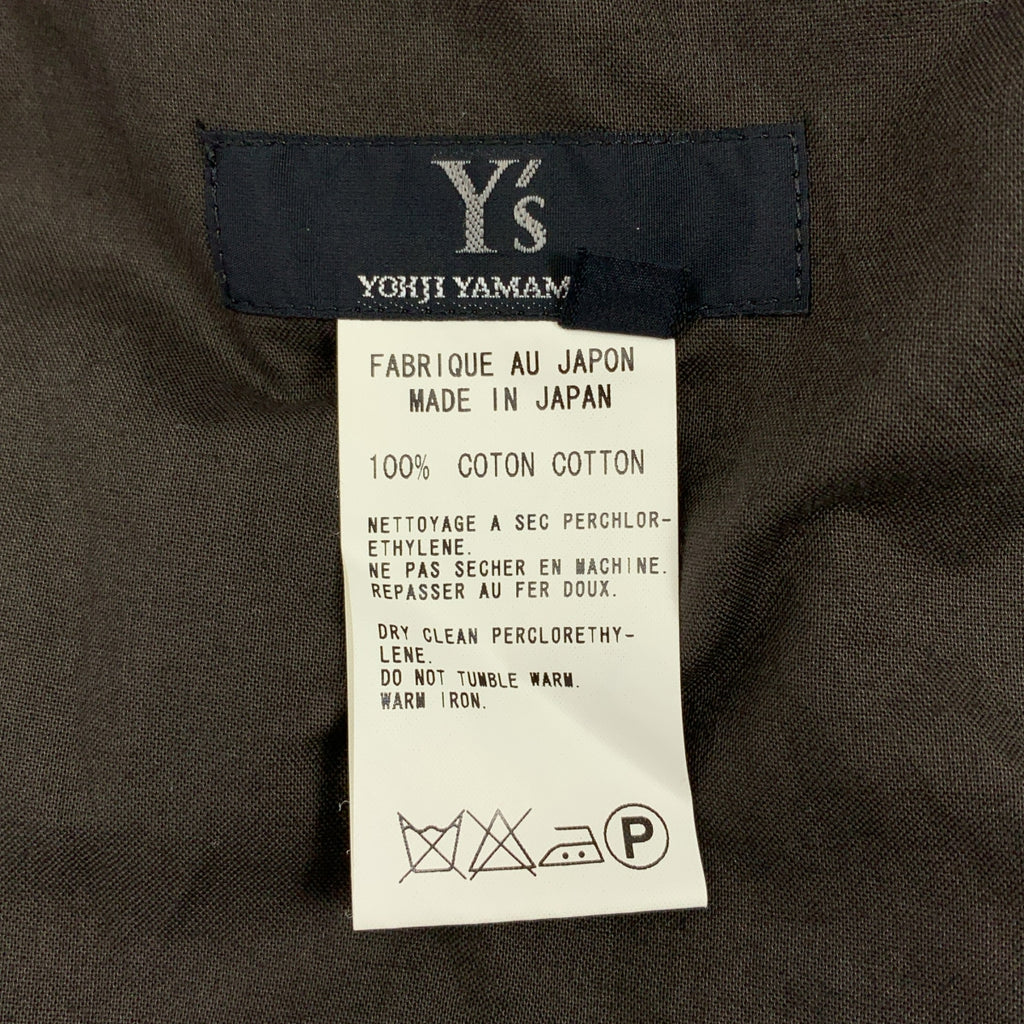 Y's
YOHJI YAMAM
FABRIQUE AU JAPON
MADE IN JAPAN
100% COTON COTTON
NETTOYAGE A SEC PERCHLOR-
ETHYLENE.
NE PAS SECHER EN MACHINE.
REPASSER AU FER DOUX.
DRY CLEAN PERCLORETHY-
LENE.
DO NOT TUMBLE WARM.
WARM IRON.
P